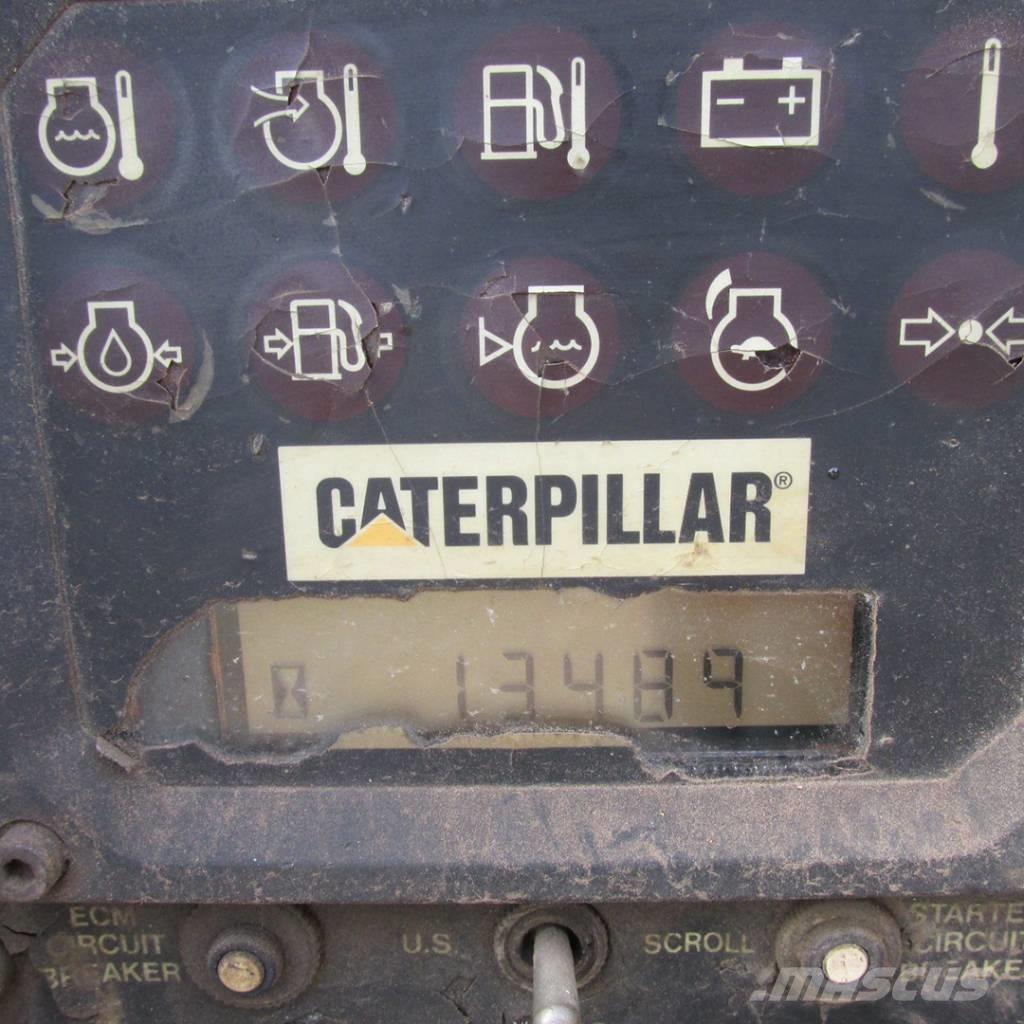 CATERPILLAR®
13489
ECM CIRCUIT BREAKER
U.S.
SCROLL
STARTE CIRCUIT BREAKE
mascus